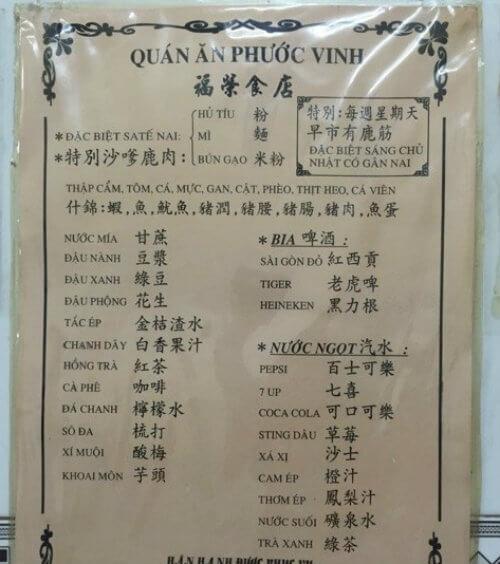 QUÁN ĂN PHƯỚC VINH
福榮食店
HỦ TÍU 粉
*ĐẶC BIỆT SATẾ NAI: MÌ 麵
*特別沙嗲鹿肉: BÚN GẠO 米粉
特別:每週星期天
早市有鹿筋
ĐẶC BIỆT SÁNG CHỦ
NHẬT CÓ GÂN NAI
THẬP CẨM, TÔM, CÁ, MỰC, GAN, CẬT, PHÈO, THỊT HEO, CÁ VIÊN
什錦:蝦,魚,魷魚,豬潤,豬腰,豬腸,豬肉,魚蛋
NƯỚC MÍA 甘蔗
ĐẬU NÀNH 豆漿
ĐẬU XANH 綠豆
ĐẬU PHỘNG 花生
TẮC ÉP 金桔渣水
CHANH DÂY 白香果汁
HỒNG TRÀ 紅茶
CÀ PHÊ 咖啡
ĐÁ CHANH 檸檬水
SÔ ĐA 梳打
XÍ MUỘI 酸梅
KHOAI MÔN 芋頭
* BIA 啤酒 :
SÀI GÒN ĐỎ 紅西貢
TIGER 老虎啤
HEINEKEN 黑力根
* NƯỚC NGỌT 汽水 :
PEPSI 百士可樂
7 UP 七喜
COCA COLA 可口可樂
STING DÂU 草莓
XÁ XỊ 沙士
CAM ÉP 橙汁
THƠM ÉP 鳳梨汁
NƯỚC SUỐI 礦泉水
TRÀ XANH 綠茶